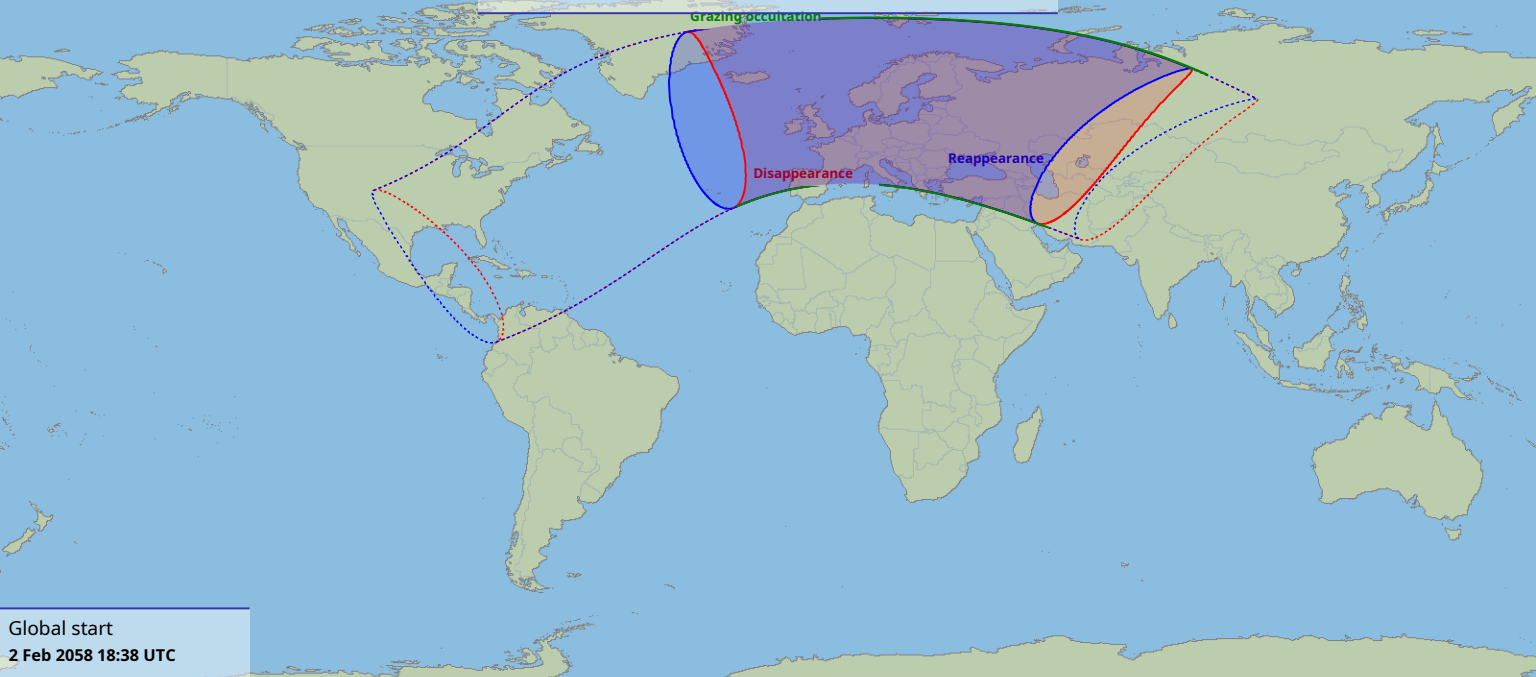 Grazing occultation
Reappearance
Disappearance
Global start
2 Feb 2058 18:38 UTC